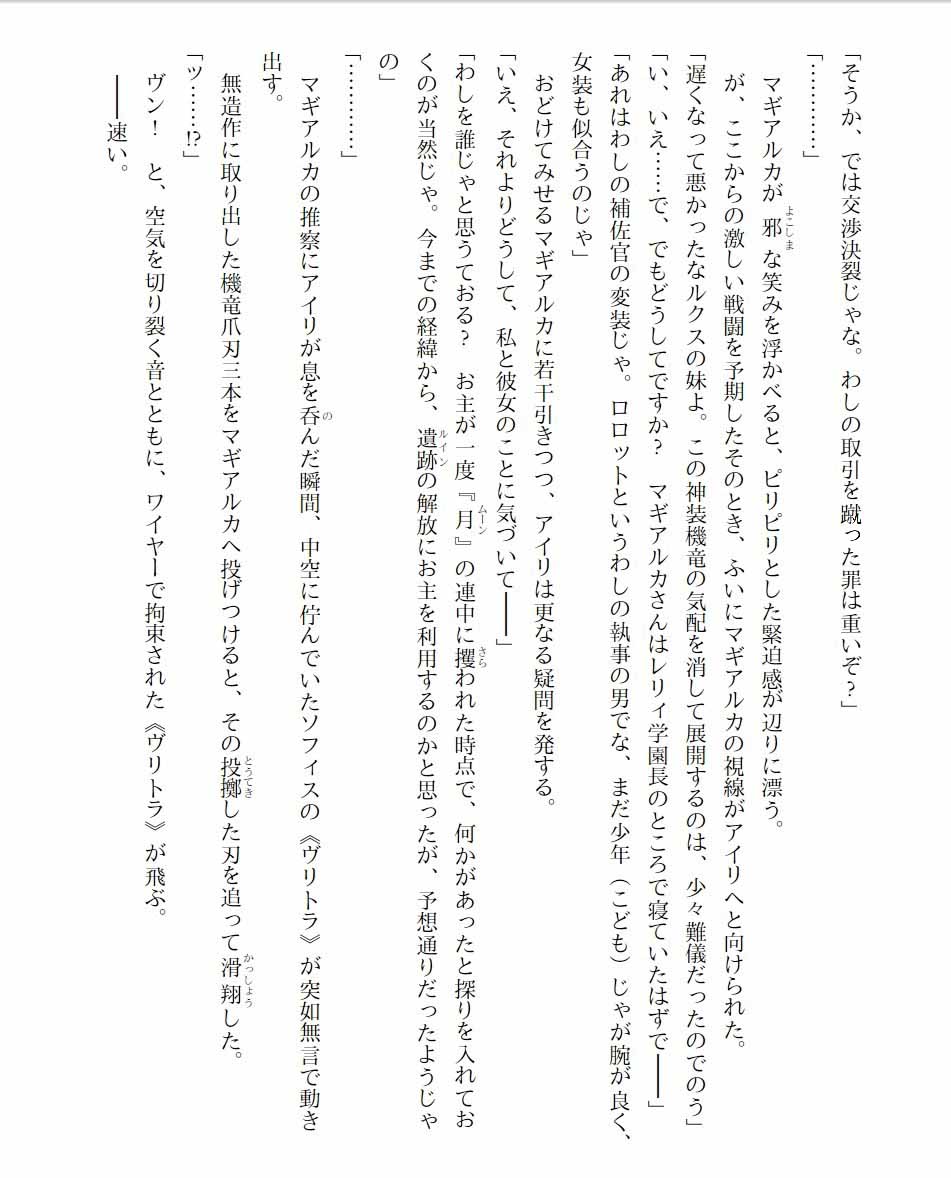 「そうか、では交渉決裂じゃな。わしの取引を蹴った罪は重いぞ?」
「…………」
マギアルカが邪な笑みを浮かべると、ピリピリとした緊迫感が辺りに漂う。
が、ここからの激しい戦闘を予期したそのとき、ふいにマギアルカの視線がアイリへと向けられた。
「遅くなって悪かったなルクスの妹よ。この神装機竜の気配を消して展開するのは、少々難儀だったのでのう」
「い、いえ……で、でもどうしてですか? マギアルカさんはレリィ学園長のところで寝ていたはずで――」
「あれはわしの補佐官の変装じゃ。ロロットというわしの執事の男でな、まだ少年(こども)じゃが腕が良く、
女装も似合うのじゃ」
おどけてみせるマギアルカに若干引きつつ、アイリは更なる疑問を発する。
「いえ、それよりどうして、私と彼女のことに気づいて――」
「わしを誰じゃと思うておる? お主が一度『月』の連中に攫われた時点で、何かがあったと探りを入れてお
くのが当然じゃ。今までの経緯から、遺跡の解放にお主を利用するのかと思ったが、予想通りだったようじゃ
の」
「…………」
マギアルカの推察にアイリが息を呑んだ瞬間、中空に佇んでいたソフィスの《ヴリトラ》が突如無言で動き
出す。
無造作に取り出した機竜爪刃三本をマギアルカへ投げつけると、その投擲した刃を追って滑翔した。
「ッ……!?」
ヴン! と、空気を切り裂く音とともに、ワイヤーで拘束された《ヴリトラ》が飛ぶ。
――速い。